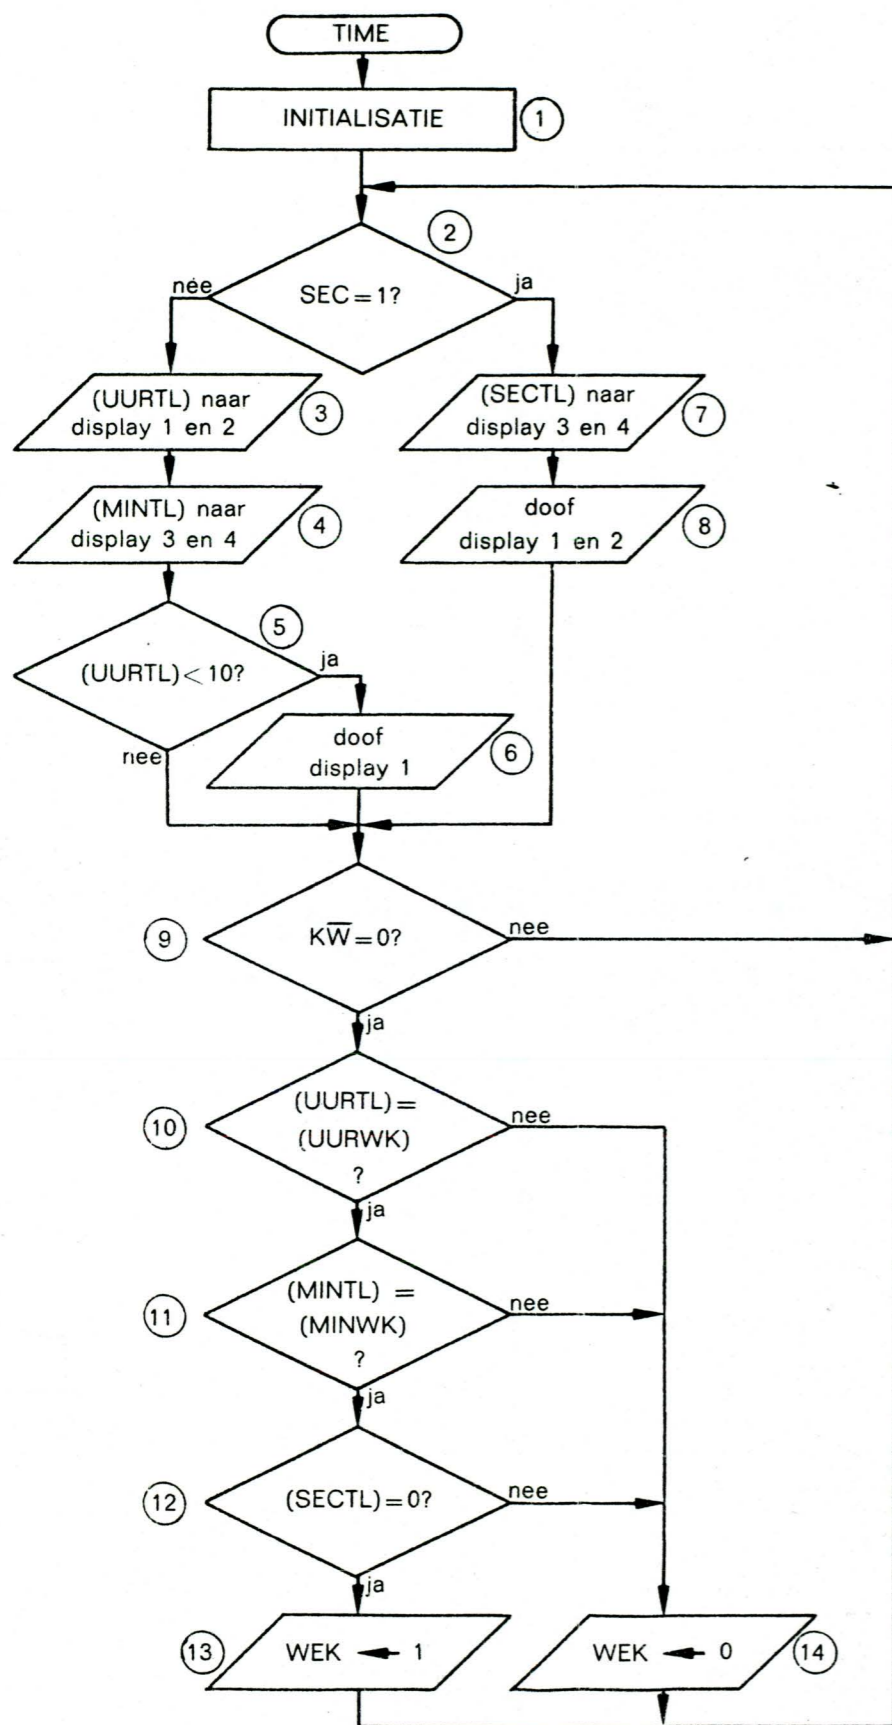 TIME
INITIALISATIE
1
2
SEC = 1?
nee
ja
(UURTL) naar
display 1 en 2
3
(SECTL) naar
display 3 en 4
7
(MINTL) naar
display 3 en 4
4
doof
display 1 en 2
8
5
(UURTL) < 10?
ja
nee
doof
display 1
6
9
KW̅ = 0?
nee
ja
10
(UURTL) =
(UURWK)
?
nee
ja
11
(MINTL) =
(MINWK)
?
nee
ja
12
(SECTL) = 0?
nee
ja
13
WEK ← 1
WEK ← 0
14